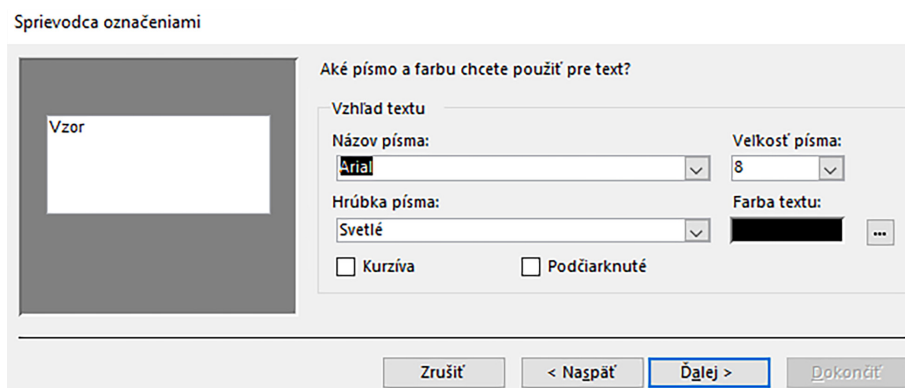 Sprievodca označeniami
Aké písmo a farbu chcete použiť pre text?
Vzor
Vzhľad textu
Názov písma:
Veľkosť písma:
Arial
8
Hrúbka písma:
Farba textu:
Svetlé
...
Kurzíva
Podčiarknuté
Zrušiť
< Naspäť
Ďalej >
Dokončiť